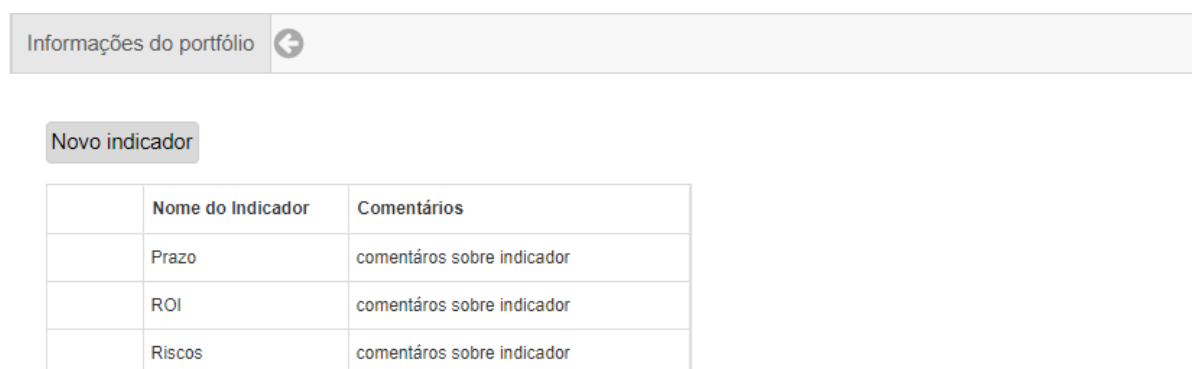 Informações do portfólio
Novo indicador
Nome do Indicador Comentários
Prazo comentáros sobre indicador
ROI comentáros sobre indicador
Riscos comentáros sobre indicador